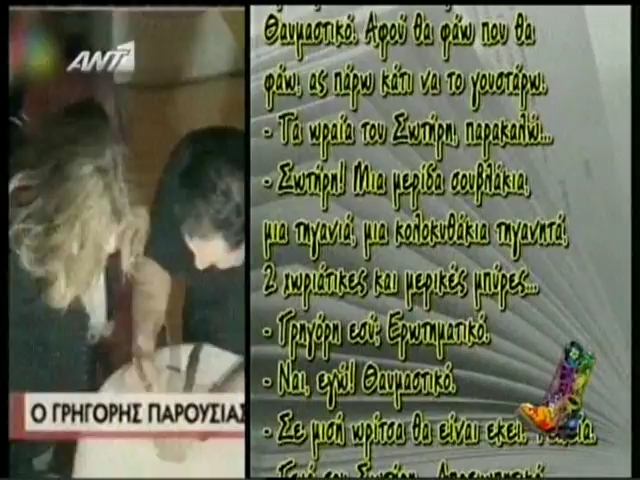 ΑΝΤ1
Θαυμαστικό. Αφού θα φάω που θα
φάω, ας πάρω κάτι να το γουστάρω.
- Τα ωραία του Σωτήρη, παρακαλώ...
- Σωτήρη! Μια μερίδα σουβλάκια,
μια τηγανιά, μια κολοκυθάκια τηγανητά,
2 χωριάτικες και μερικές μπύρες...
- Γρηγόρη εσύ; Ερωτηματικό.
- Ναι, εγώ! Θαυμαστικό.
- Σε μισή ωρίτσα θα είναι εκεί.
Ο ΓΡΗΓΟΡΗΣ ΠΑΡΟΥΣΙΑΣ